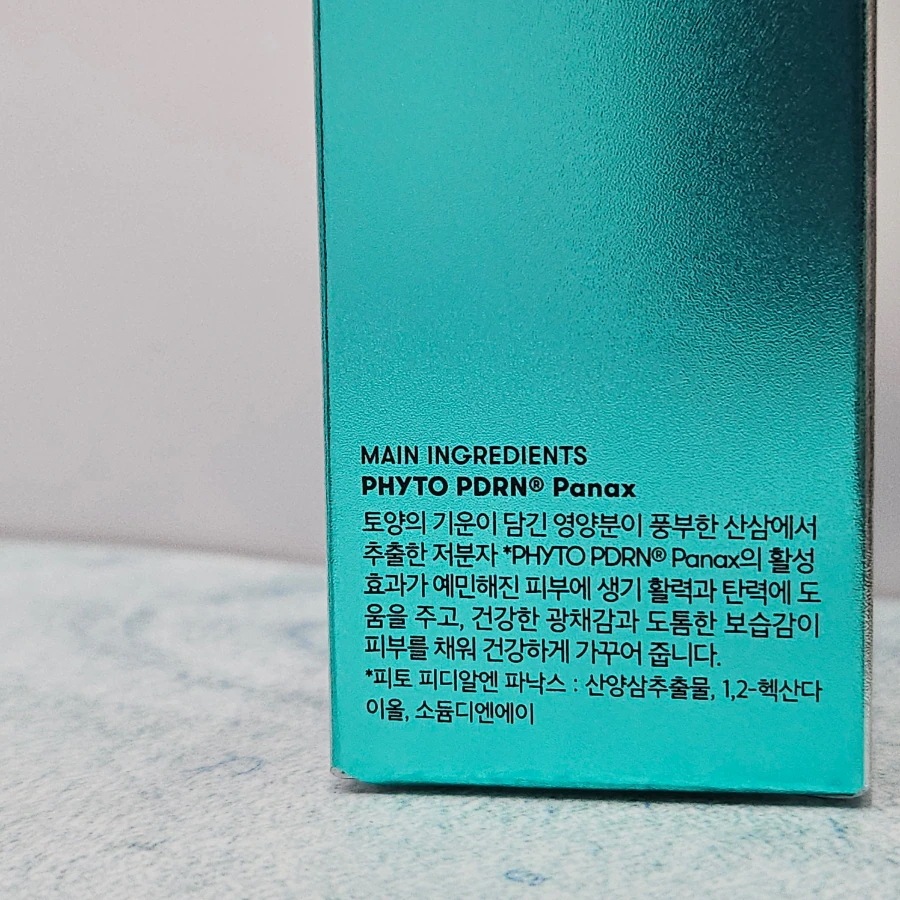 MAIN INGREDIENTS
PHYTO PDRN® Panax
토양의 기운이 담긴 영양분이 풍부한 산삼에서
추출한 저분자 *PHYTO PDRN® Panax의 활성
효과가 예민해진 피부에 생기 활력과 탄력에 도
움을 주고, 건강한 광채감과 도톰한 보습감이
피부를 채워 건강하게 가꾸어 줍니다.
*피토 피디알엔 파낙스 : 산양삼추출물, 1,2-헥산다
이올, 소듐디엔에이